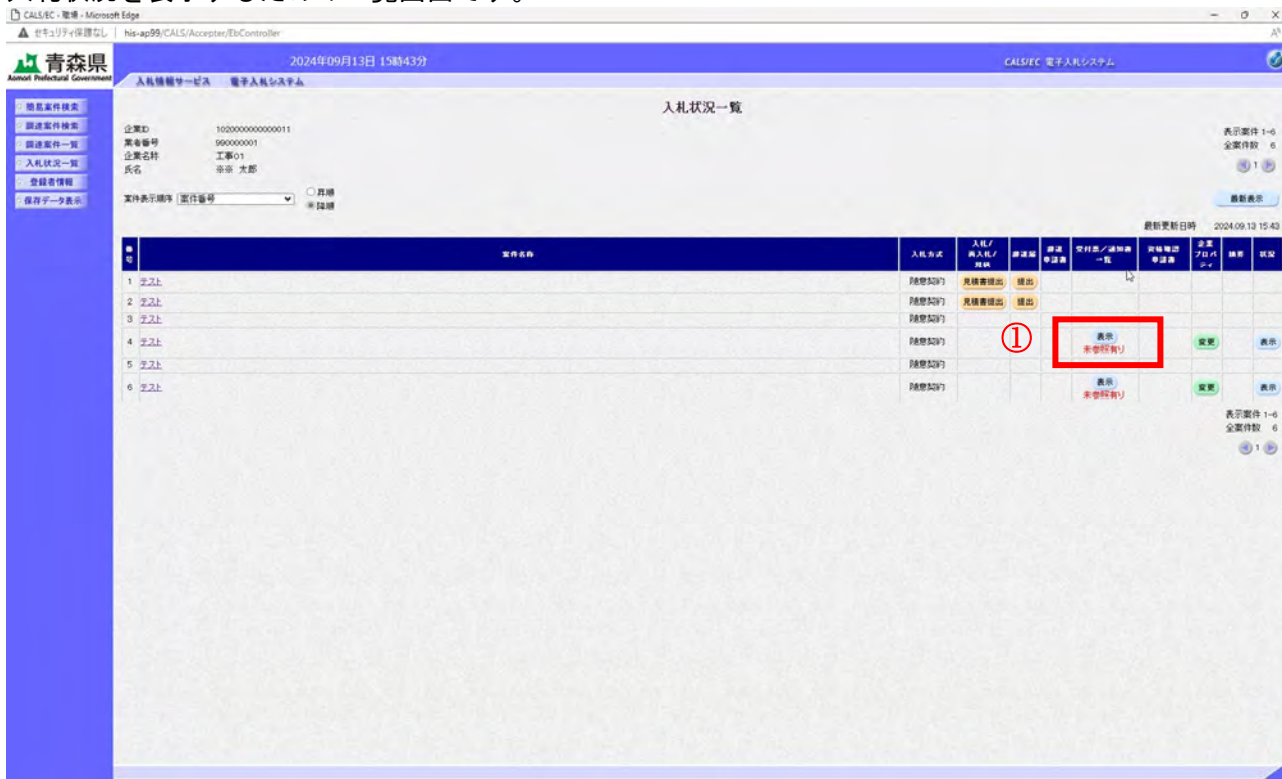 CALS/EC - 職場 - Microsoft Edge
セキュリティ保護なし his-ap99/CALS/Accepter/EbController
青森県
Aomori Prefectural Government
2024年09月13日 15時43分
CALS/EC 電子入札システム
入札情報サービス 電子入札システム
簡易案件検索
調達案件検索
調達案件一覧
入札状況一覧
登録者情報
保存データ表示
入札状況一覧
企業ID 1020000000000011
業者番号 990000001
企業名称 工事01
氏名 ※※ 太郎
表示案件 1-6
全案件数 6
1
案件表示順序 案件番号 昇順
降順
最新表示
最新更新日時 2024.09.13 15:43
番号 案件名称 入札方式 入札/再入札/見積 辞退届 辞退申請書 受付票/通知書一覧 資格確認申請書 企業プロパティ 摘要 状況
1 テスト 随意契約 見積書提出 提出
2 テスト 随意契約 見積書提出 提出
3 テスト 随意契約
①
4 テスト 随意契約 表示 未参照有り 変更 表示
5 テスト 随意契約
6 テスト 随意契約 表示 未参照有り 変更 表示
表示案件 1-6
全案件数 6
1